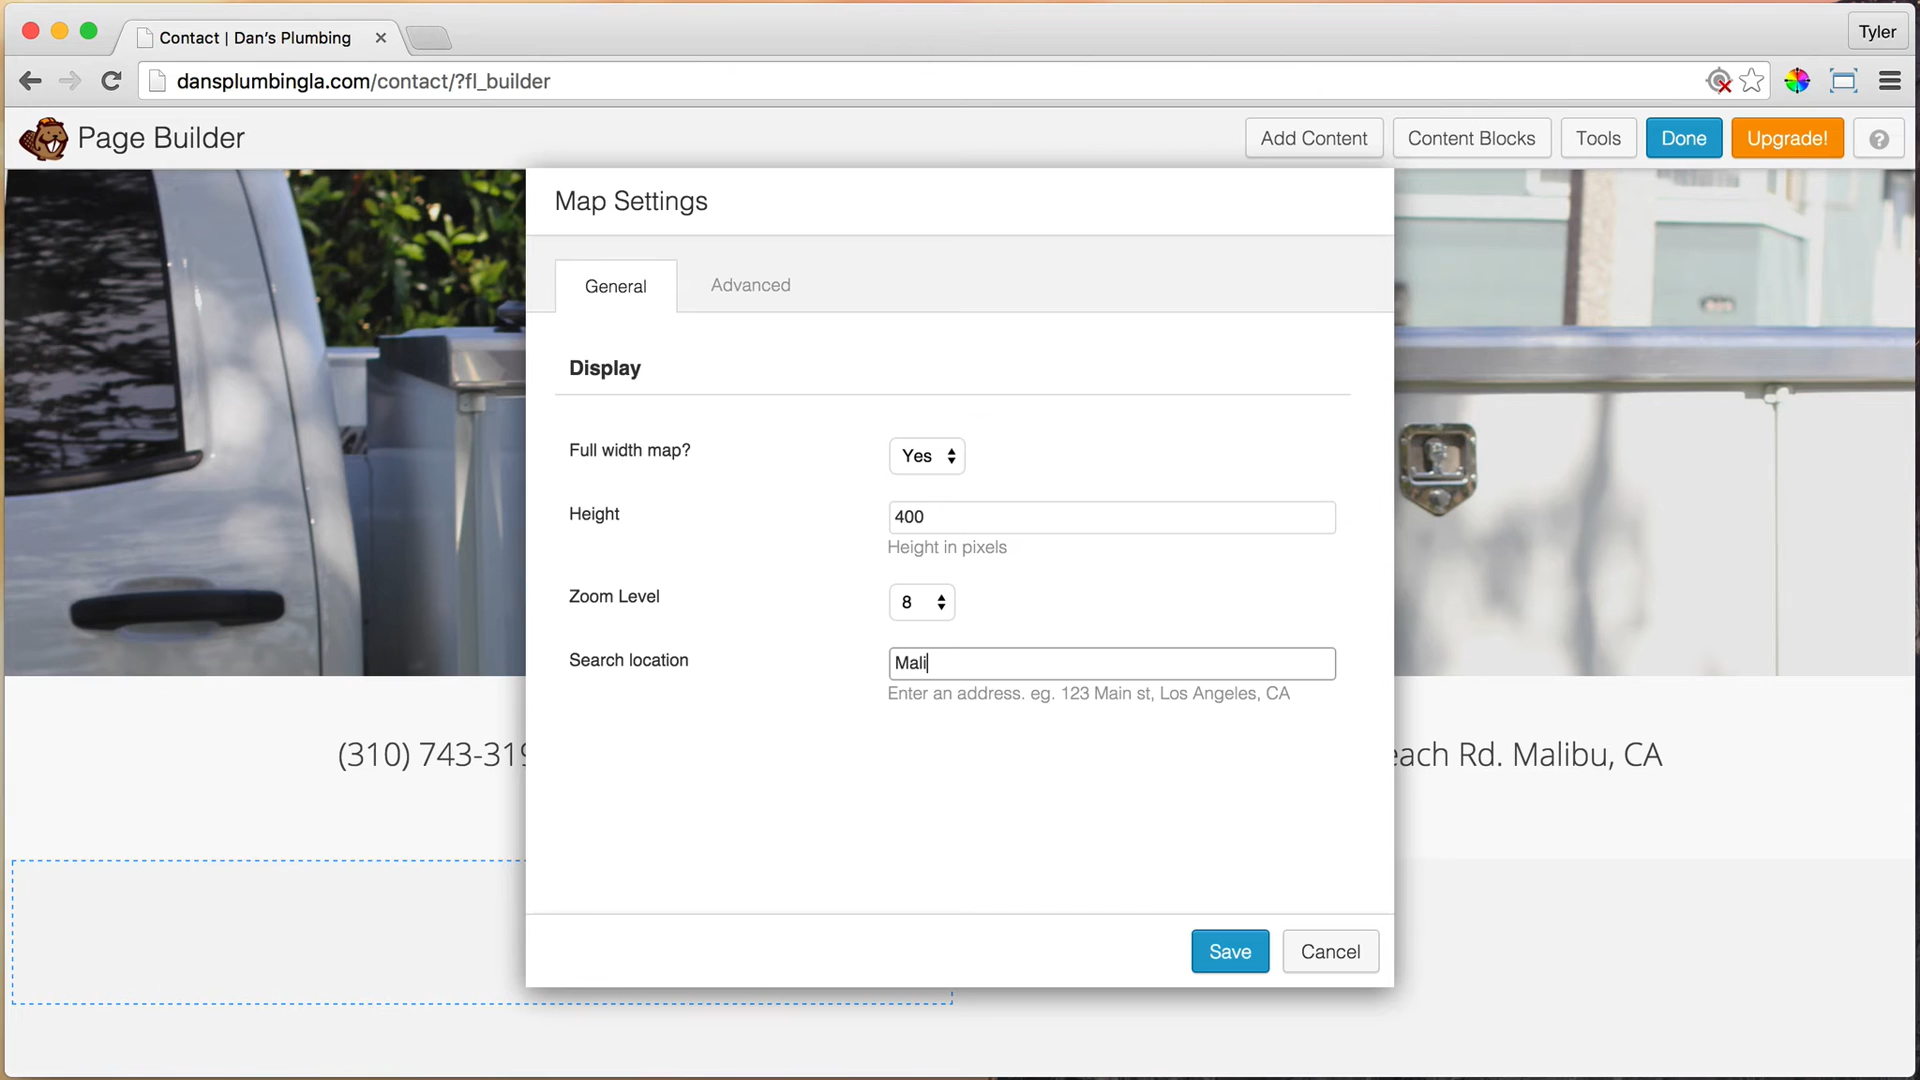 Contact | Dan's Plumbing
Tyler
dansplumbingla.com/contact/?fl_builder
Page Builder
Add Content
Content Blocks
Tools
Done
Upgrade!
?
Map Settings
General
Advanced
Display
Full width map?
Yes
Height
400
Height in pixels
Zoom Level
8
Search location
Mali
Enter an address. eg. 123 Main st, Los Angeles, CA
(310) 743-319
each Rd. Malibu, CA
Save
Cancel